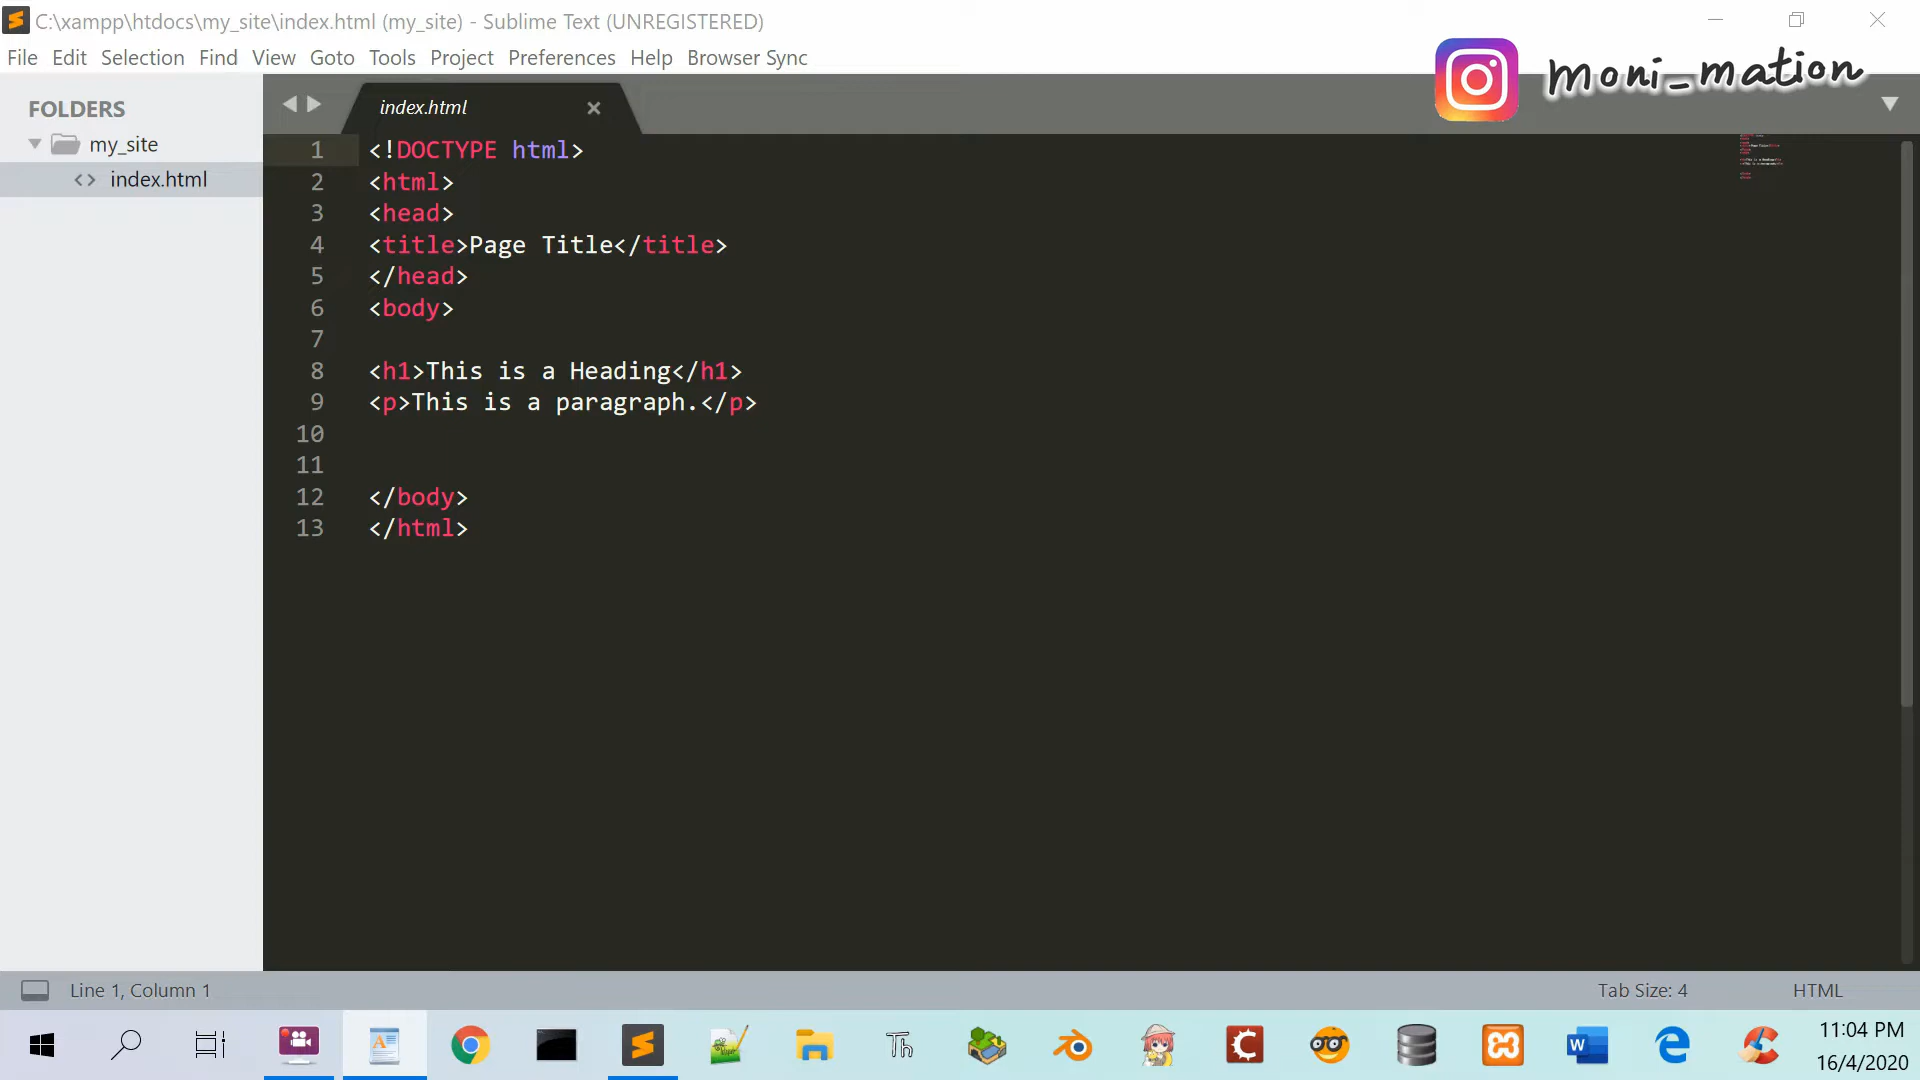 C:\xampp\htdocs\my_site\index.html (my_site) - Sublime Text (UNREGISTERED)
File Edit Selection Find View Goto Tools Project Preferences Help Browser Sync
moni_mation
FOLDERS
my_site
index.html
index.html
1 <!DOCTYPE html>
2 <html>
3 <head>
4 <title>Page Title</title>
5 </head>
6 <body>
7
8 <h1>This is a Heading</h1>
9 <p>This is a paragraph.</p>
10
11
12 </body>
13 </html>
Line 1, Column 1
Tab Size: 4
HTML
Th
W
11:04 PM
16/4/2020